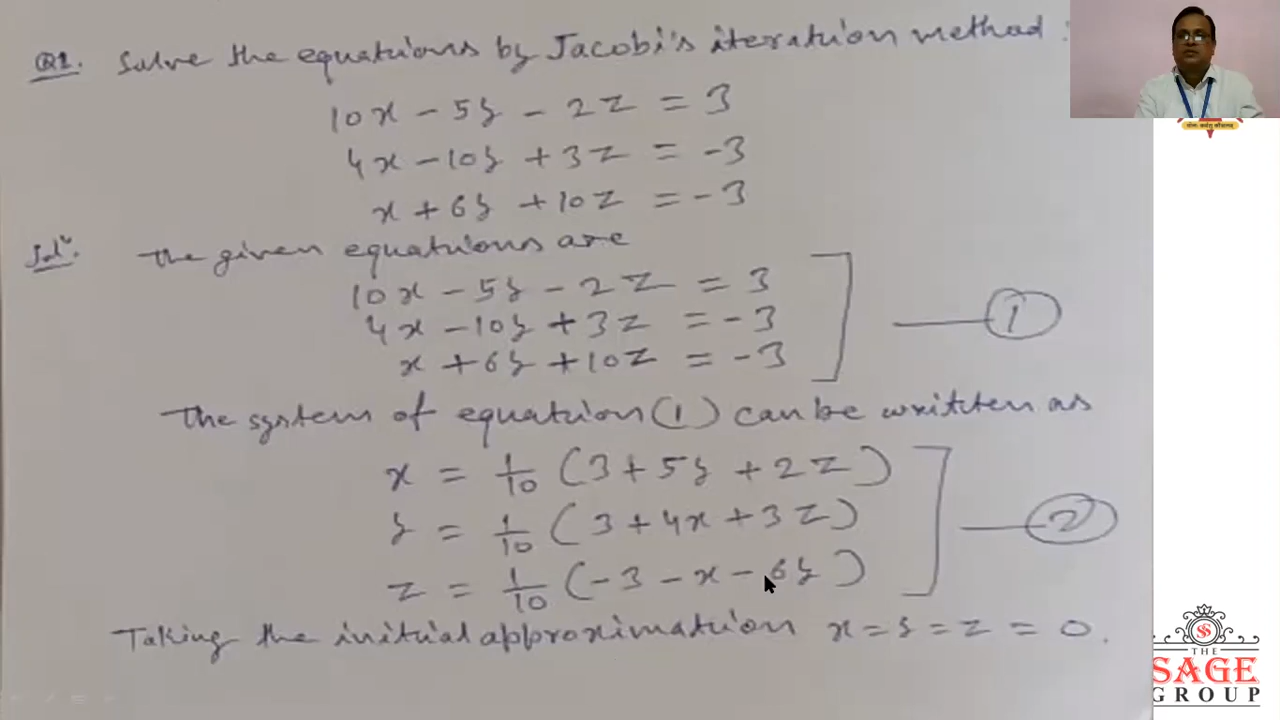 Q1. Solve the equations by Jacobi's iteration method :
10x - 5y - 2z = 3
4x - 10y + 3z = -3
x + 6y + 10z = -3
Solⁿ. The given equations are
10x - 5y - 2z = 3
4x - 10y + 3z = -3
x + 6y + 10z = -3
1
The system of equation (1) can be written as
x = 1/10 (3 + 5y + 2z)
y = 1/10 (3 + 4x + 3z)
z = 1/10 (-3 - x - 6y)
2
Taking the initial approximation x = y = z = 0.
THE
SAGE
GROUP